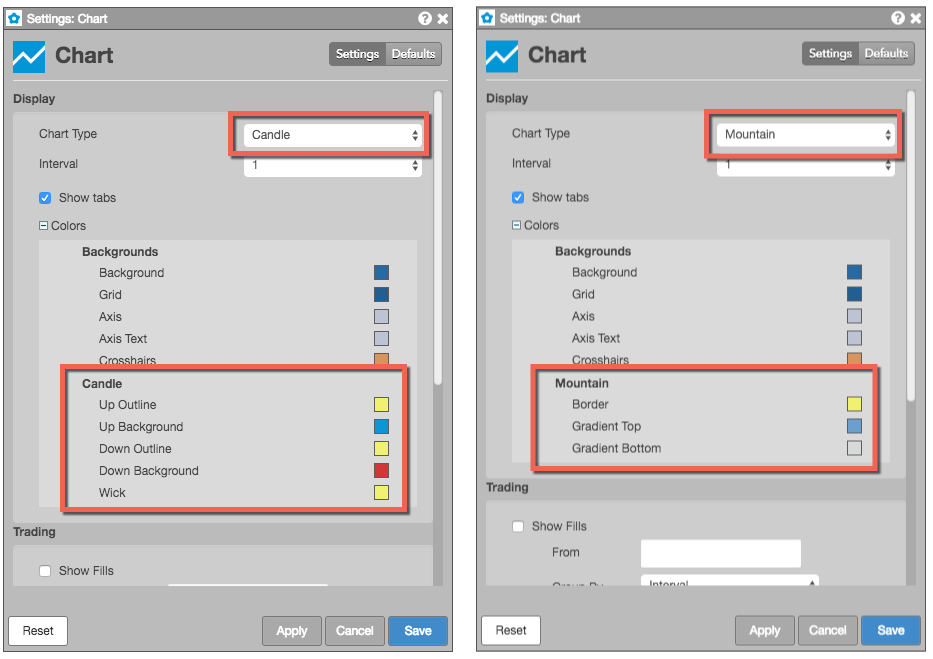 Settings: Chart
Chart
Settings Defaults
Display
Chart Type Candle
Interval 1
Show tabs
Colors
Backgrounds
Background
Grid
Axis
Axis Text
Crosshairs
Candle
Up Outline
Up Background
Down Outline
Down Background
Wick
Trading
Show Fills
Reset Apply Cancel Save
Settings: Chart
Chart
Settings Defaults
Display
Chart Type Mountain
Interval 1
Show tabs
Colors
Backgrounds
Background
Grid
Axis
Axis Text
Crosshairs
Mountain
Border
Gradient Top
Gradient Bottom
Trading
Show Fills
From
Group By Interval
Reset Apply Cancel Save